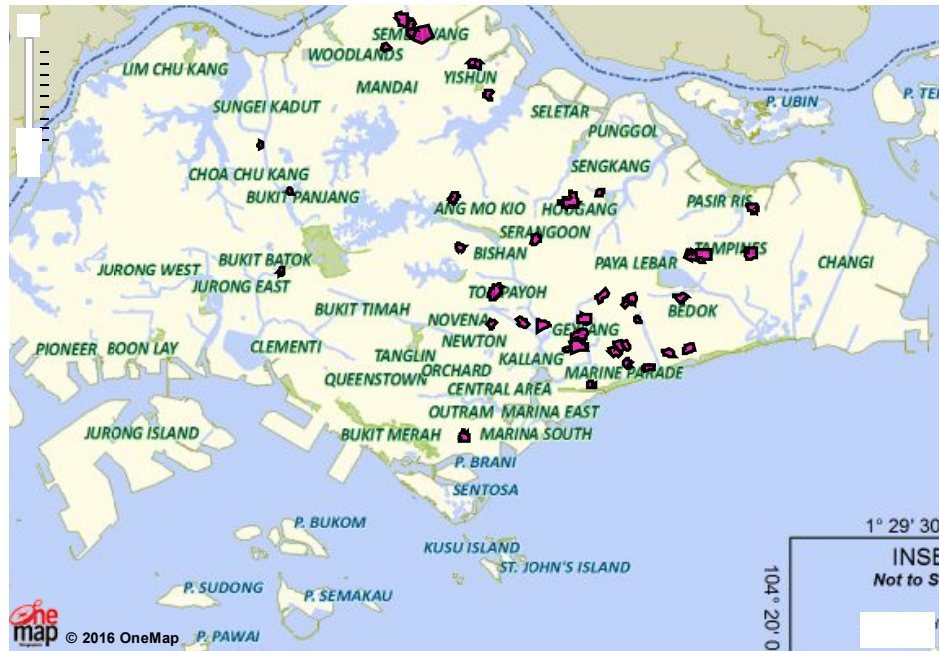 SEMBAWANG
WOODLANDS
LIM CHU KANG
YISHUN
MANDAI
SUNGEI KADUT
SELETAR
P. UBIN
P. TE
PUNGGOL
SENGKANG
CHOA CHU KANG
BUKIT PANJANG
ANG MO KIO
HOUGANG
PASIR RIS
SERANGOON
BISHAN
TAMPINES
BUKIT BATOK
PAYA LEBAR
CHANGI
JURONG WEST
JURONG EAST
TOA PAYOH
BUKIT TIMAH
BEDOK
NOVENA
GEYLANG
NEWTON
PIONEER
BOON LAY
CLEMENTI
TANGLIN
KALLANG
ORCHARD
MARINE PARADE
QUEENSTOWN
CENTRAL AREA
OUTRAM
MARINA EAST
JURONG ISLAND
BUKIT MERAH
MARINA SOUTH
P. BRANI
SENTOSA
P. BUKOM
1° 29' 30
KUSU ISLAND
INSE
ST. JOHN'S ISLAND
Not to S
104° 20' 0
P. SUDONG
P. SEMAKAU
One
map
© 2016 OneMap
P. PAWAI